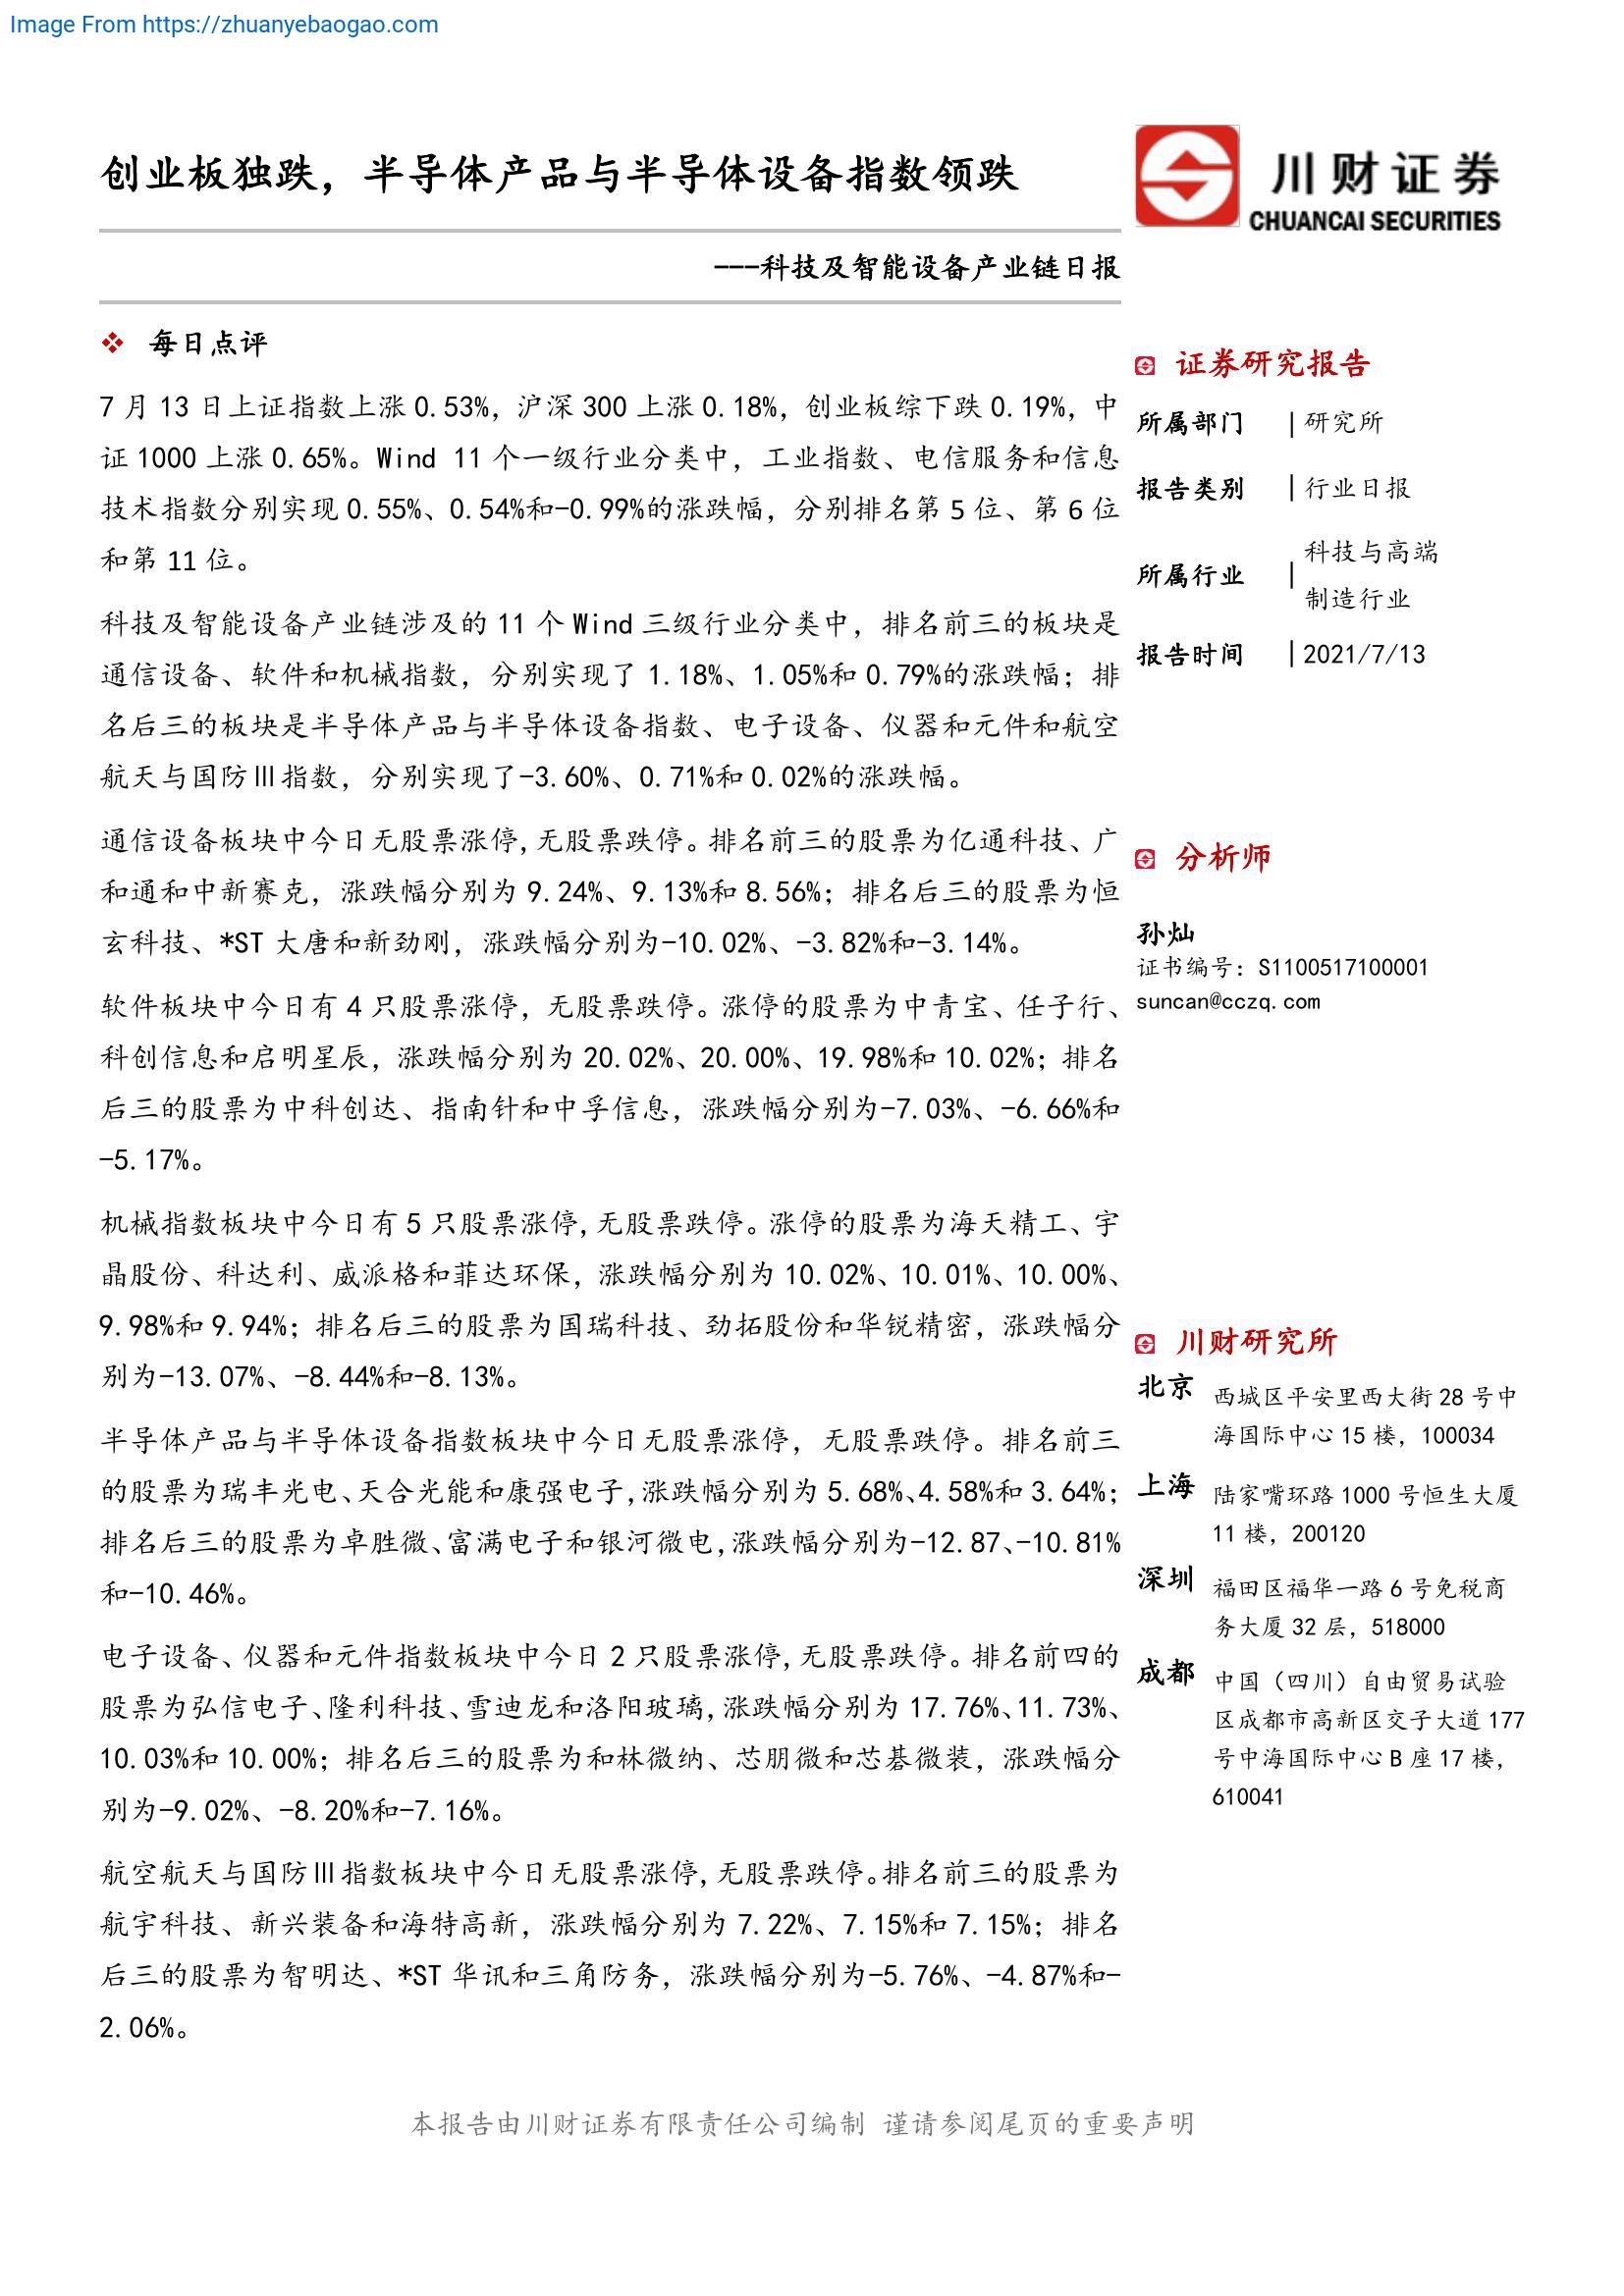 Image From https://zhuanyebaogao.com
创业板独跌，半导体产品与半导体设备指数领跌
---科技及智能设备产业链日报
川财证券
CHUANCAI SECURITIES
每日点评
7 月 13 日上证指数上涨 0.53%，沪深 300 上涨 0.18%，创业板综下跌 0.19%，中
证 1000 上涨 0.65%。Wind 11 个一级行业分类中，工业指数、电信服务和信息
技术指数分别实现 0.55%、0.54%和-0.99%的涨跌幅，分别排名第 5 位、第 6 位
和第 11 位。
科技及智能设备产业链涉及的 11 个 Wind 三级行业分类中，排名前三的板块是
通信设备、软件和机械指数，分别实现了 1.18%、1.05%和 0.79%的涨跌幅；排
名后三的板块是半导体产品与半导体设备指数、电子设备、仪器和元件和航空
航天与国防Ⅲ指数，分别实现了-3.60%、0.71%和 0.02%的涨跌幅。
通信设备板块中今日无股票涨停,无股票跌停。排名前三的股票为亿通科技、广
和通和中新赛克，涨跌幅分别为 9.24%、9.13%和 8.56%；排名后三的股票为恒
玄科技、*ST 大唐和新劲刚，涨跌幅分别为-10.02%、-3.82%和-3.14%。
软件板块中今日有 4 只股票涨停，无股票跌停。涨停的股票为中青宝、任子行、
科创信息和启明星辰，涨跌幅分别为 20.02%、20.00%、19.98%和 10.02%；排名
后三的股票为中科创达、指南针和中孚信息，涨跌幅分别为-7.03%、-6.66%和
-5.17%。
机械指数板块中今日有 5 只股票涨停,无股票跌停。涨停的股票为海天精工、宇
晶股份、科达利、威派格和菲达环保，涨跌幅分别为 10.02%、10.01%、10.00%、
9.98%和 9.94%；排名后三的股票为国瑞科技、劲拓股份和华锐精密，涨跌幅分
别为-13.07%、-8.44%和-8.13%。
半导体产品与半导体设备指数板块中今日无股票涨停，无股票跌停。排名前三
的股票为瑞丰光电、天合光能和康强电子,涨跌幅分别为 5.68%、4.58%和 3.64%；
排名后三的股票为卓胜微、富满电子和银河微电,涨跌幅分别为-12.87、-10.81%
和-10.46%。
电子设备、仪器和元件指数板块中今日 2 只股票涨停,无股票跌停。排名前四的
股票为弘信电子、隆利科技、雪迪龙和洛阳玻璃,涨跌幅分别为 17.76%、11.73%、
10.03%和 10.00%；排名后三的股票为和林微纳、芯朋微和芯碁微装，涨跌幅分
别为-9.02%、-8.20%和-7.16%。
航空航天与国防Ⅲ指数板块中今日无股票涨停,无股票跌停。排名前三的股票为
航宇科技、新兴装备和海特高新，涨跌幅分别为 7.22%、7.15%和 7.15%；排名
后三的股票为智明达、*ST 华讯和三角防务，涨跌幅分别为-5.76%、-4.87%和-
2.06%。
证券研究报告
所属部门 | 研究所
报告类别 | 行业日报
所属行业 | 科技与高端
制造行业
报告时间 | 2021/7/13
分析师
孙灿
证书编号：S1100517100001
suncan@cczq.com
川财研究所
北京 西城区平安里西大街 28 号中
海国际中心 15 楼，100034
上海 陆家嘴环路 1000 号恒生大厦
11 楼，200120
深圳 福田区福华一路 6 号免税商
务大厦 32 层，518000
成都 中国（四川）自由贸易试验
区成都市高新区交子大道 177
号中海国际中心 B 座 17 楼，
610041
本报告由川财证券有限责任公司编制 谨请参阅尾页的重要声明